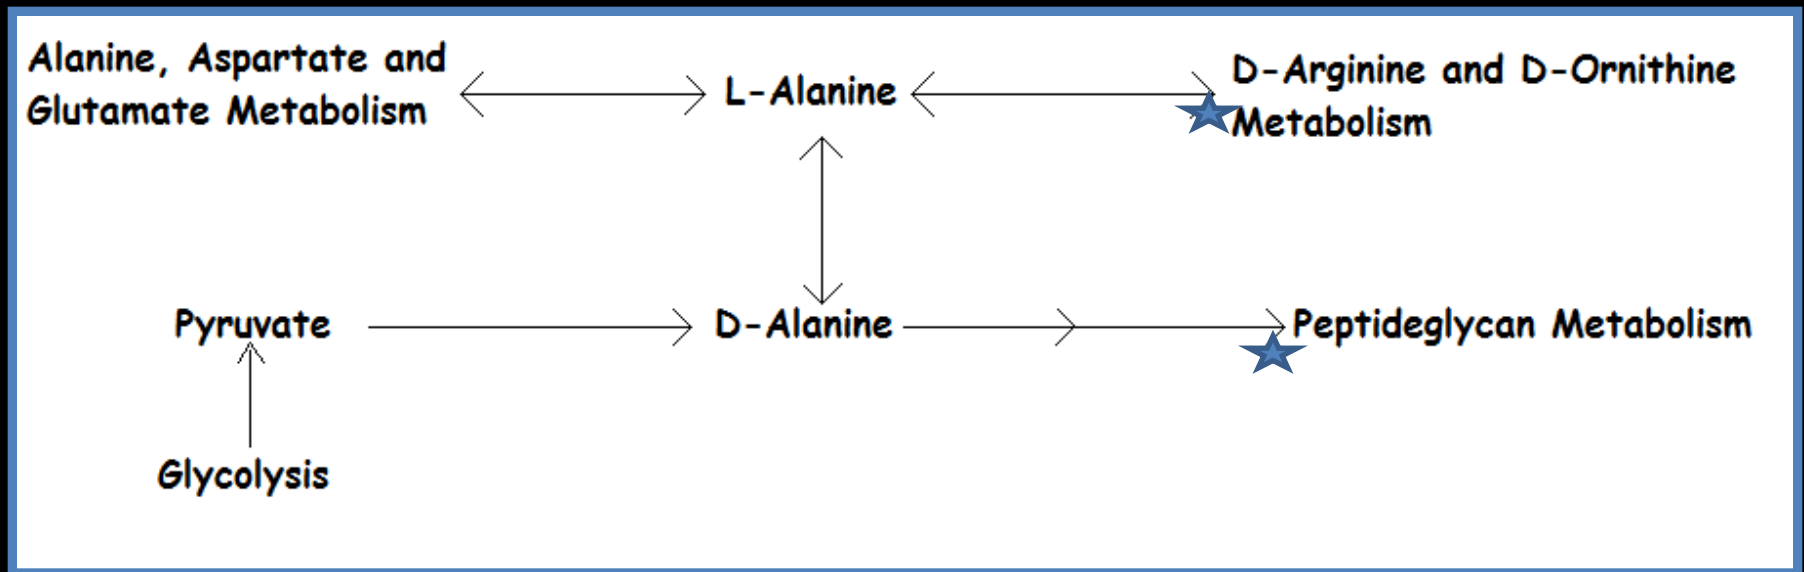 Alanine, Aspartate and
Glutamate Metabolism
L-Alanine
D-Arginine and D-Ornithine
Metabolism
Pyruvate
D-Alanine
Peptideglycan Metabolism
Glycolysis